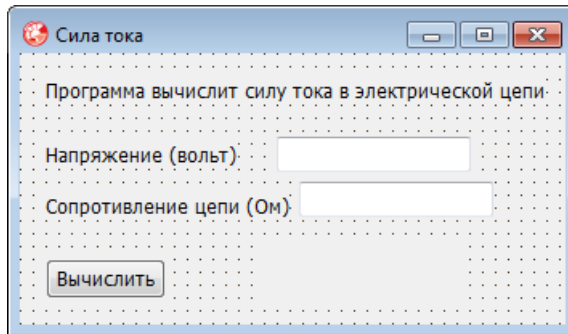 Сила тока
Программа вычислит силу тока в электрической цепи
Напряжение (вольт)
Сопротивление цепи (Ом)
Вычислить